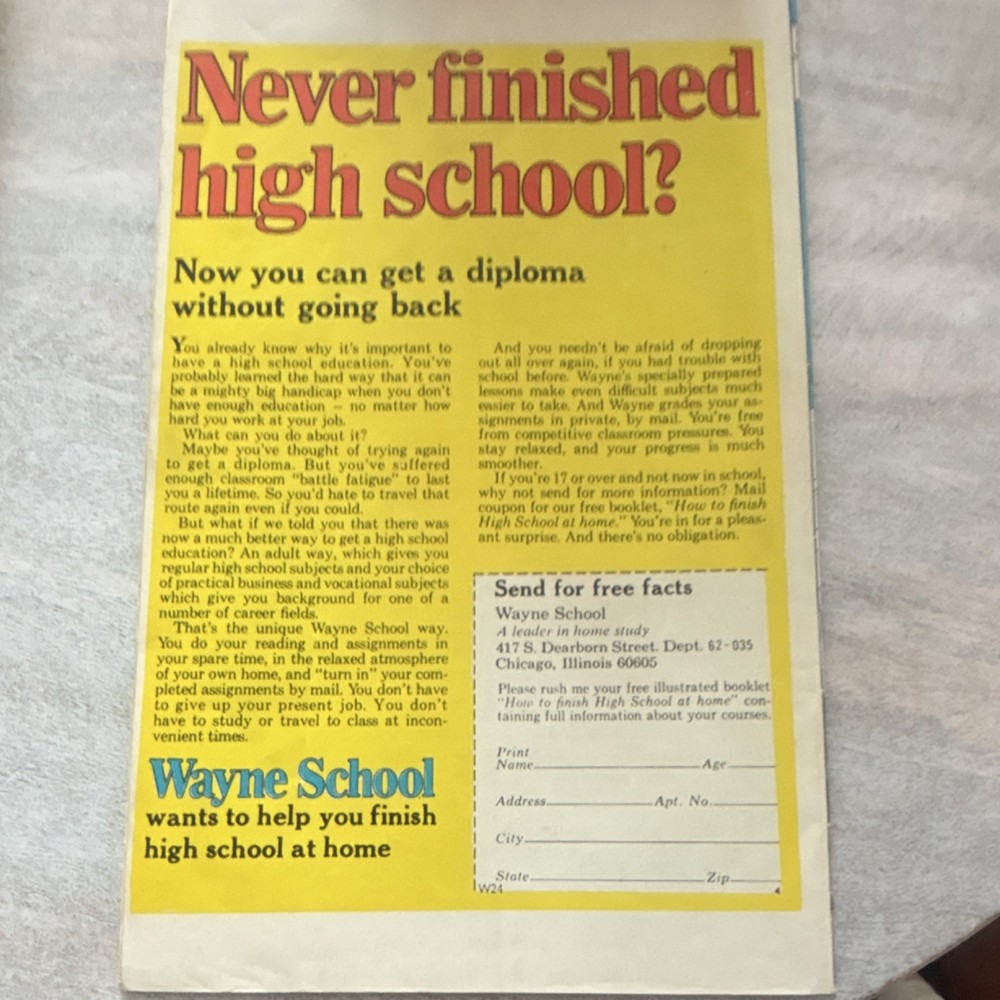 Never finished
high school?
Now you can get a diploma
without going back
You already know why it's important to
have a high school education. You've
probably learned the hard way that it can
be a mighty big handicap when you don't
have enough education — no matter how
hard you work at your job.
What can you do about it?
Maybe you've thought of trying again
to get a diploma. But you've suffered
enough classroom "battle fatigue" to last
you a lifetime. So you'd hate to travel that
route again even if you could.
But what if we told you that there was
now a much better way to get a high school
education? An adult way, which gives you
regular high school subjects and your choice
of practical business and vocational subjects
which give you background for one of a
number of career fields.
That's the unique Wayne School way.
You do your reading and assignments in
your spare time, in the relaxed atmosphere
of your own home, and "turn in" your com-
pleted assignments by mail. You don't have
to give up your present job. You don't
have to study or travel to class at incon-
venient times.
Wayne School
wants to help you finish
high school at home
And you needn't be afraid of dropping
out all over again, if you had trouble with
school before. Wayne's specially prepared
lessons make even difficult subjects much
easier to take. And Wayne grades your as-
signments in private, by mail. You're free
from competitive classroom pressures. You
stay relaxed, and your progress is much
smoother.
If you're 17 or over and not now in school,
why not send for more information? Mail
coupon for our free booklet, "How to finish
High School at home." You're in for a pleas-
ant surprise. And there's no obligation.
Send for free facts
Wayne School
A leader in home study
417 S. Dearborn Street. Dept. 62-035
Chicago, Illinois 60605
Please rush me your free illustrated booklet
"How to finish High School at home" con-
taining full information about your courses.
Print
Name Age
Address Apt. No.
City
State Zip
W24 4